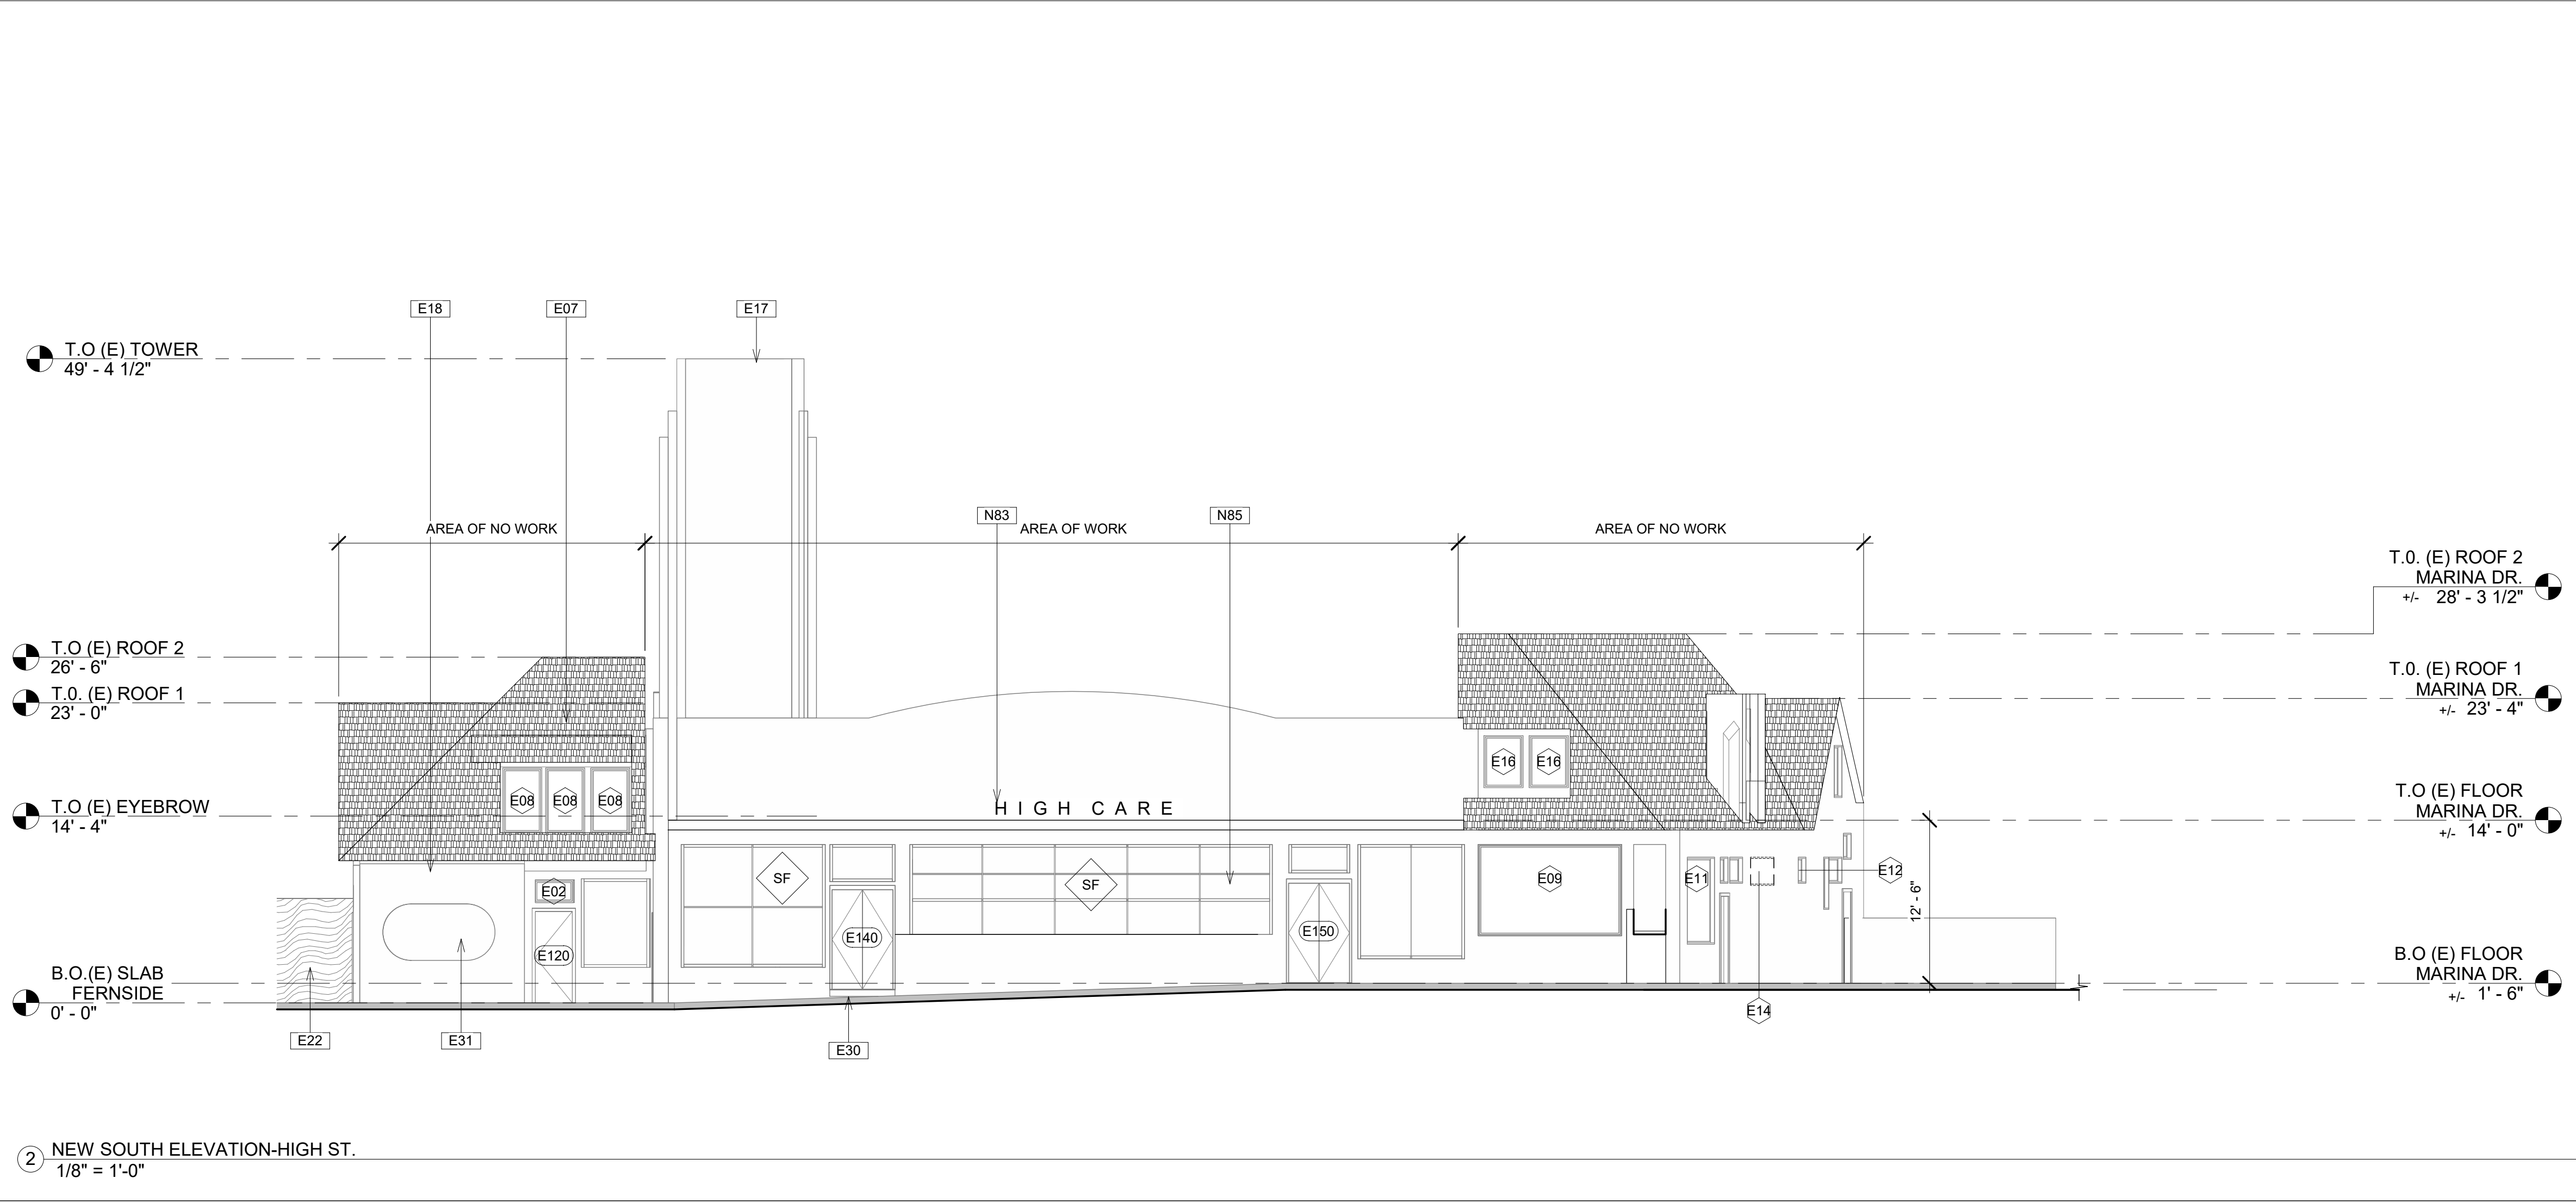 E18
E07
E17
T.O (E) TOWER
49' - 4 1/2"
N83
N85
AREA OF NO WORK
AREA OF WORK
AREA OF NO WORK
T.0. (E) ROOF 2
MARINA DR.
+/- 28' - 3 1/2"
T.O (E) ROOF 2
26' - 6"
T.0. (E) ROOF 1
23' - 0"
T.0. (E) ROOF 1
MARINA DR.
+/- 23' - 4"
E16
E16
E08
E08
E08
T.O (E) EYEBROW
14' - 4"
HIGH CARE
T.O (E) FLOOR
MARINA DR.
+/- 14' - 0"
SF
SF
E02
E09
E11
E12
12' - 6"
E120
E140
E150
B.O.(E) SLAB
FERNSIDE
0' - 0"
B.O (E) FLOOR
MARINA DR.
+/- 1' - 6"
E14
E22
E31
E30
2
NEW SOUTH ELEVATION-HIGH ST.
1/8" = 1'-0"